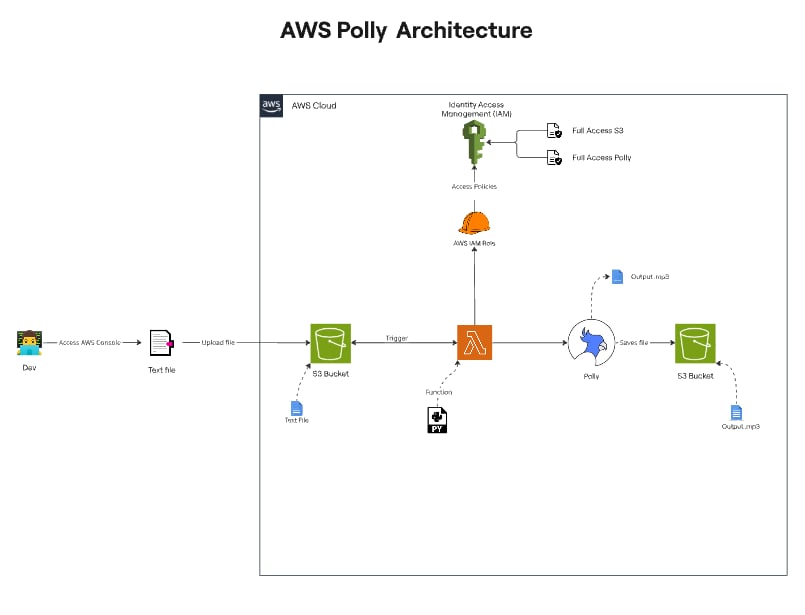 AWS Polly Architecture
aws
AWS Cloud
Identity Access
Management (IAM)
Full Access S3
Full Access Polly
Access Policies
AWS IAM Rols
Output.mp3
Access AWS Console
Upload file
Trigger
Saves file
Dev
Text file
S3 Bucket
Polly
S3 Bucket
Function
Text File
PY
Output.mp3